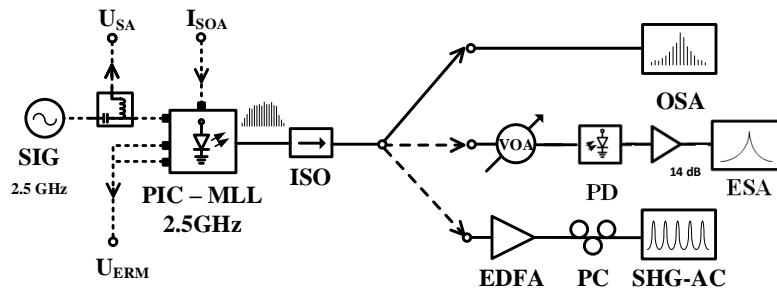 U_SA
I_SOA
OSA
SIG
2.5 GHz
PIC – MLL
2.5GHz
ISO
VOA
PD
14 dB
ESA
U_ERM
EDFA
PC
SHG-AC